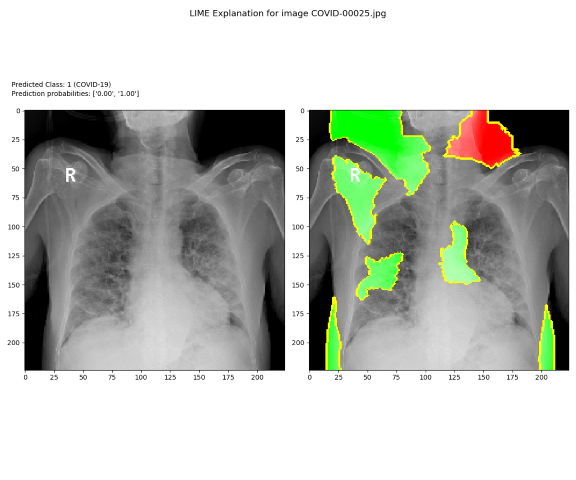 LIME Explanation for image COVID-00025.jpg
Predicted Class: 1 (COVID-19)
Prediction probabilities: ['0.00', '1.00']
0
25
50
75
100
125
150
175
200
0 25 50 75 100 125 150 175 200
R
0
25
50
75
100
125
150
175
200
0 25 50 75 100 125 150 175 200
R